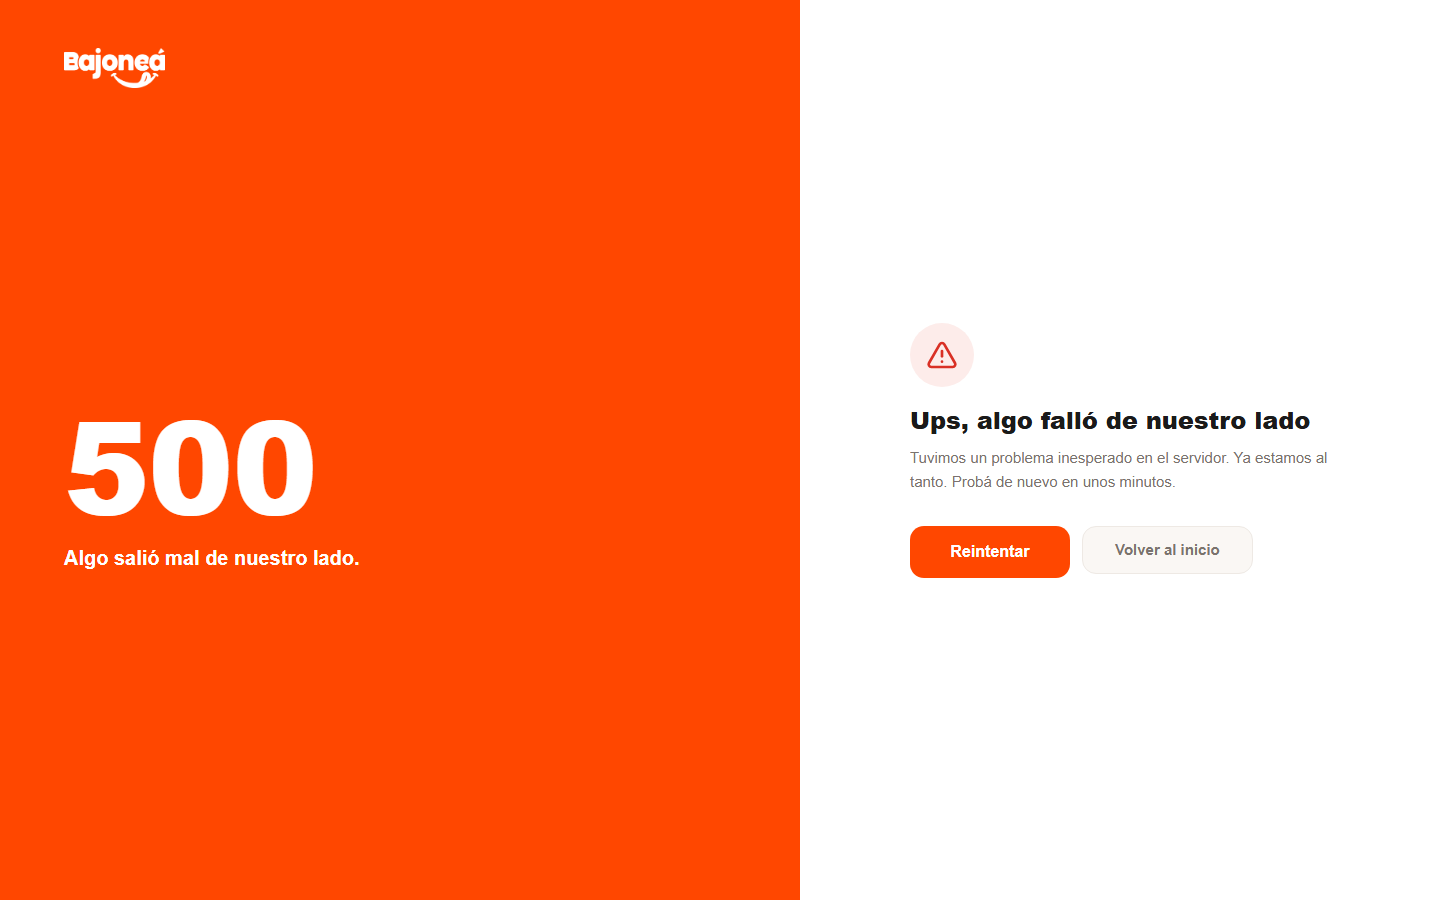 Bajoneá
500
Algo salió mal de nuestro lado.
Ups, algo falló de nuestro lado
Tuvimos un problema inesperado en el servidor. Ya estamos al
tanto. Probá de nuevo en unos minutos.
Reintentar
Volver al inicio